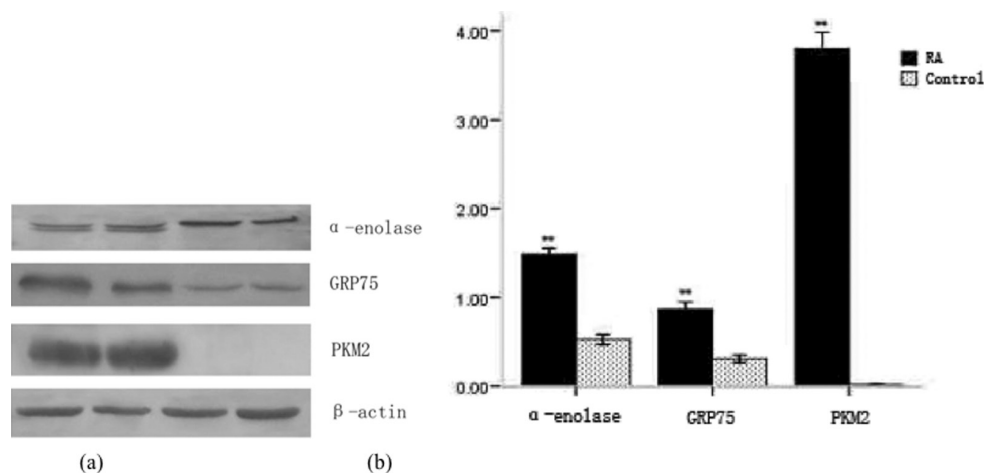 α-enolase
GRP75
PKM2
β-actin
(a)
4.00
3.00
2.00
1.00
0.00
**
**
**
RA
Control
α-enolase
GRP75
PKM2
(b)